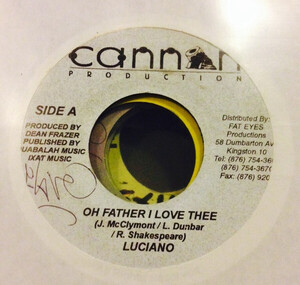 cannon
PRODUCTION
SIDE A
PRODUCED BY
DEAN FRAZER
PUBLISHED BY
JUABALAH MUSIC
IXAT MUSIC
Distributed By:
FAT EYES
Productions
58 Dumbarton Av
Kingston 10
Tel: (876) 754-36
(876) 754-367
Fax: (876) 920
OH FATHER I LOVE THEE
(J. McClymont / L. Dunbar
/ R. Shakespeare)
LUCIANO